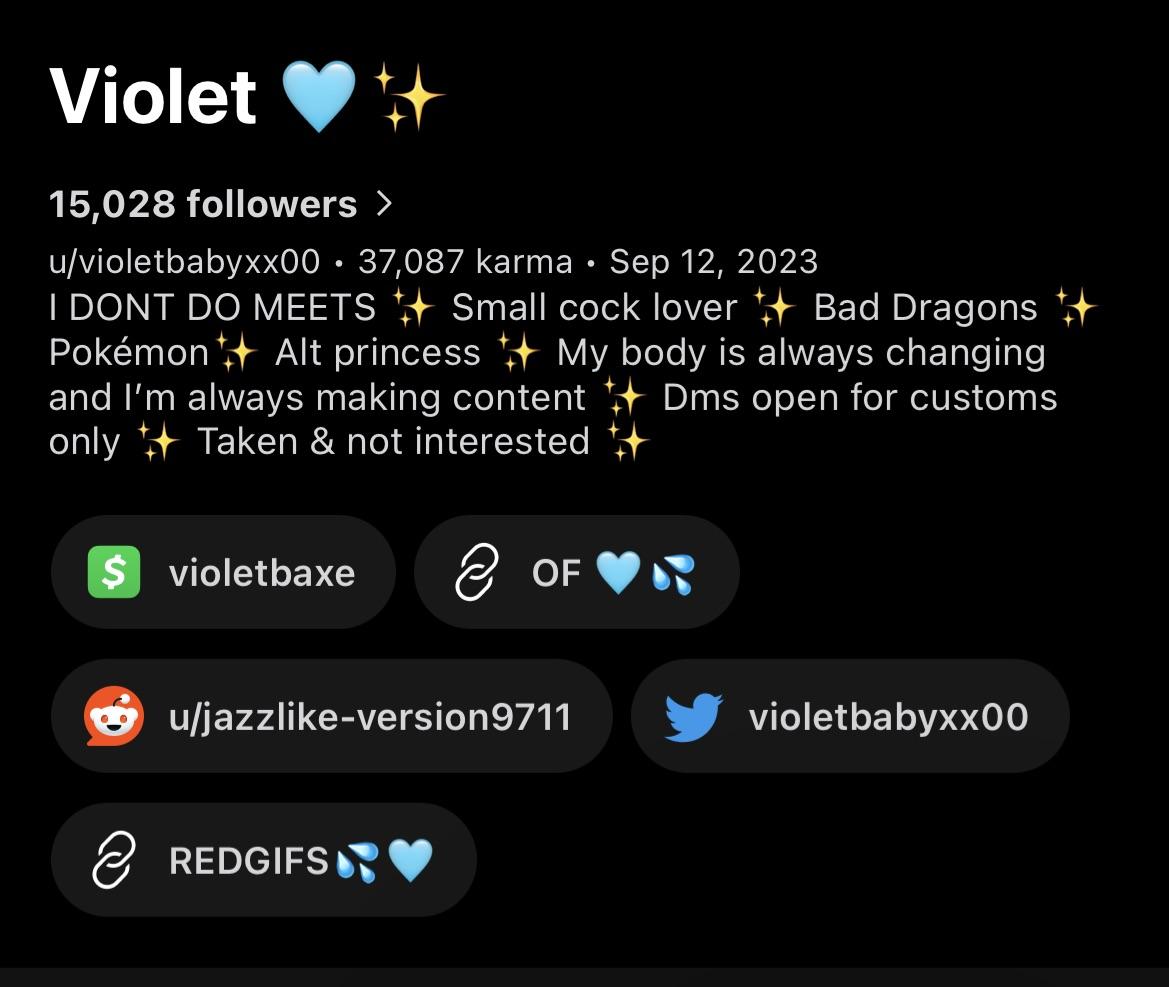 Violet 🩵✨
15,028 followers >
u/violetbabyxx00 • 37,087 karma • Sep 12, 2023
I DONT DO MEETS ✨ Small cock lover ✨ Bad Dragons ✨
Pokémon✨ Alt princess ✨ My body is always changing
and I’m always making content ✨ Dms open for customs
only ✨ Taken & not interested ✨
violetbaxe
OF 🩵💦
u/jazzlike-version9711
violetbabyxx00
REDGIFS💦🩵